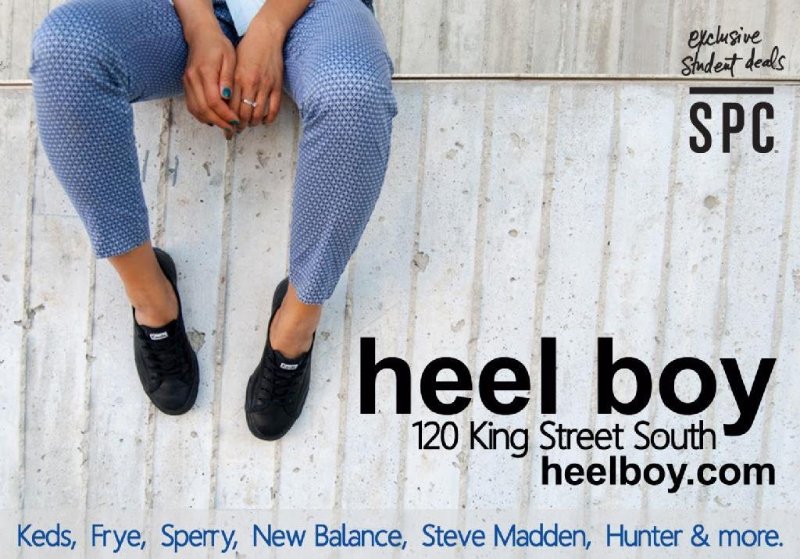 exclusive
student deals
SPC
heel boy
120 King Street South
heelboy.com
Keds, Frye, Sperry, New Balance, Steve Madden, Hunter & more.